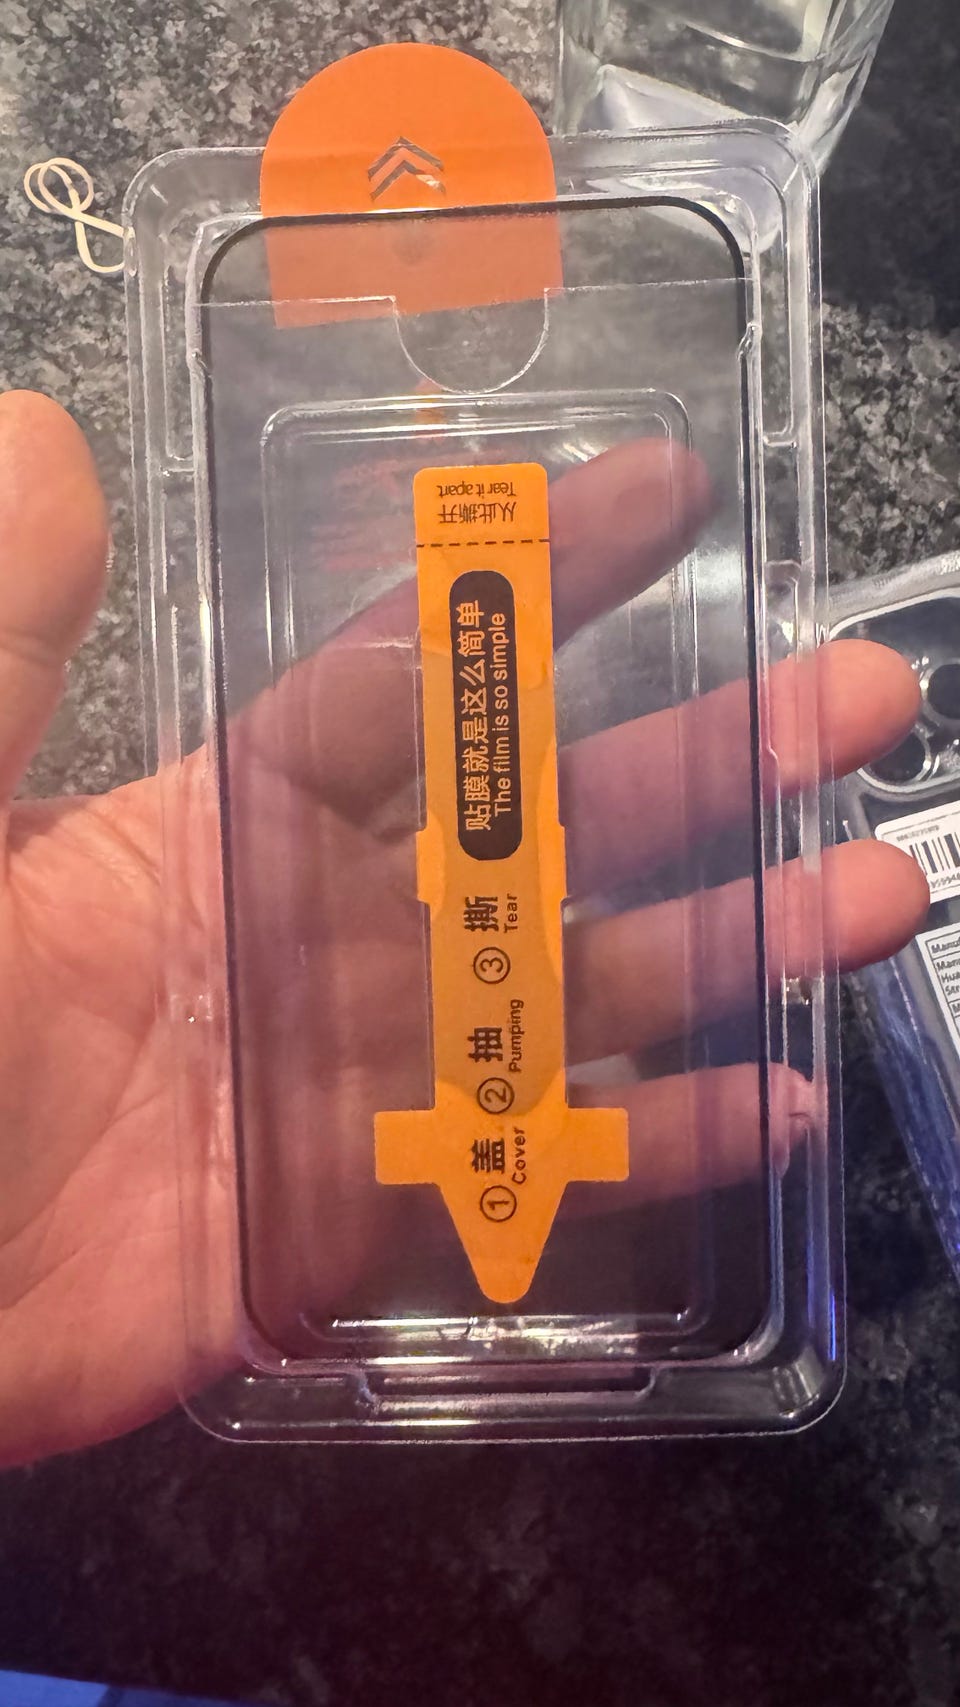 从此撕开
Tear it apart
贴膜就是这么简单
The film is so simple
① 盖 ② 抽 ③ 撕
Cover Pumping Tear